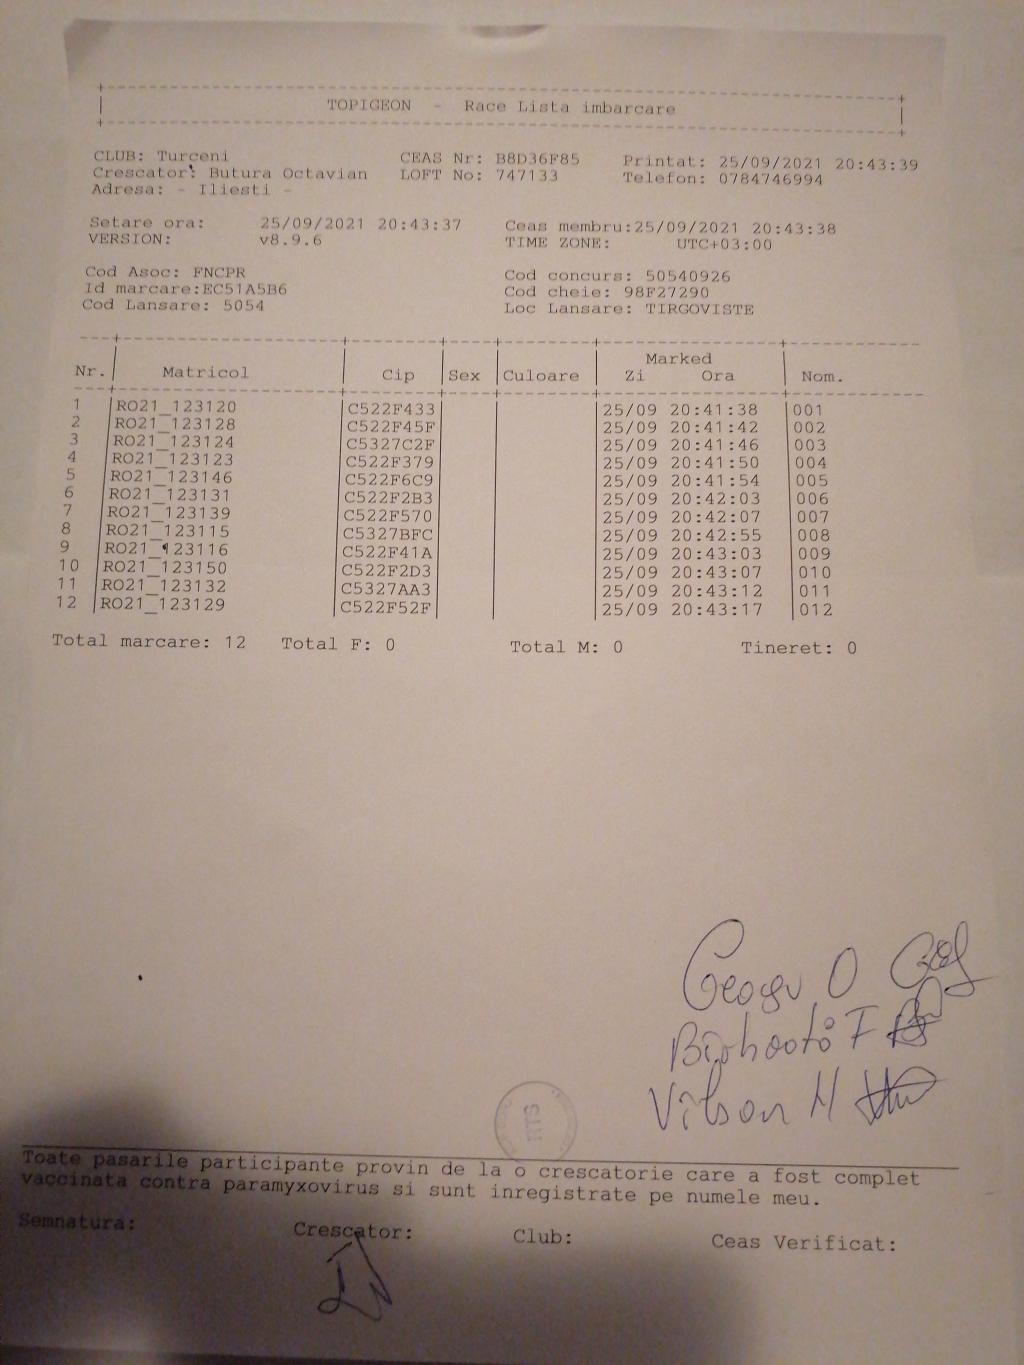 TOPIGEON - Race Lista imbarcare
CLUB: Turceni CEAS Nr: B8D36F85 Printat: 25/09/2021 20:43:39
Crescator: Butura Octavian LOFT No: 747133 Telefon: 0784746994
Adresa: - Iliesti -
Setare ora: 25/09/2021 20:43:37 Ceas membru:25/09/2021 20:43:38
VERSION: v8.9.6 TIME ZONE: UTC+03:00
Cod Asoc: FNCPR Cod concurs: 50540926
Id marcare:EC51A5B6 Cod cheie: 98F27290
Cod Lansare: 5054 Loc Lansare: TIRGOVISTE
Marked
Nr. Matricol Cip Sex Culoare Zi Ora Nom.
1 RO21_123120 C522F433 25/09 20:41:38 001
2 RO21_123128 C522F45F 25/09 20:41:42 002
3 RO21_123124 C5327C2F 25/09 20:41:46 003
4 RO21_123123 C522F379 25/09 20:41:50 004
5 RO21_123146 C522F6C9 25/09 20:41:54 005
6 RO21_123131 C522F2B3 25/09 20:42:03 006
7 RO21_123139 C522F570 25/09 20:42:07 007
8 RO21_123115 C5327BFC 25/09 20:42:55 008
9 RO21_123116 C522F41A 25/09 20:43:03 009
10 RO21_123150 C522F2D3 25/09 20:43:07 010
11 RO21_123132 C5327AA3 25/09 20:43:12 011
12 RO21_123129 C522F52F 25/09 20:43:17 012
Total marcare: 12 Total F: 0 Total M: 0 Tineret: 0
O
F
Vilson M
RTS
Toate pasarile participante provin de la o crescatorie care a fost complet
vaccinata contra paramyxovirus si sunt inregistrate pe numele meu.
Semnatura: Crescator: Club: Ceas Verificat: